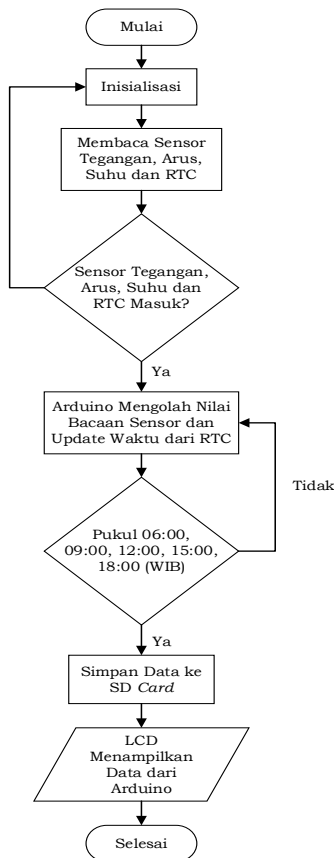 Mulai
Inisialisasi
Membaca Sensor
Tegangan, Arus,
Suhu dan RTC
Sensor Tegangan,
Arus, Suhu dan
RTC Masuk?
Ya
Arduino Mengolah Nilai
Bacaan Sensor dan
Update Waktu dari RTC
Tidak
Pukul 06:00,
09:00, 12:00, 15:00,
18:00 (WIB)
Ya
Simpan Data ke
SD Card
LCD
Menampilkan
Data dari
Arduino
Selesai